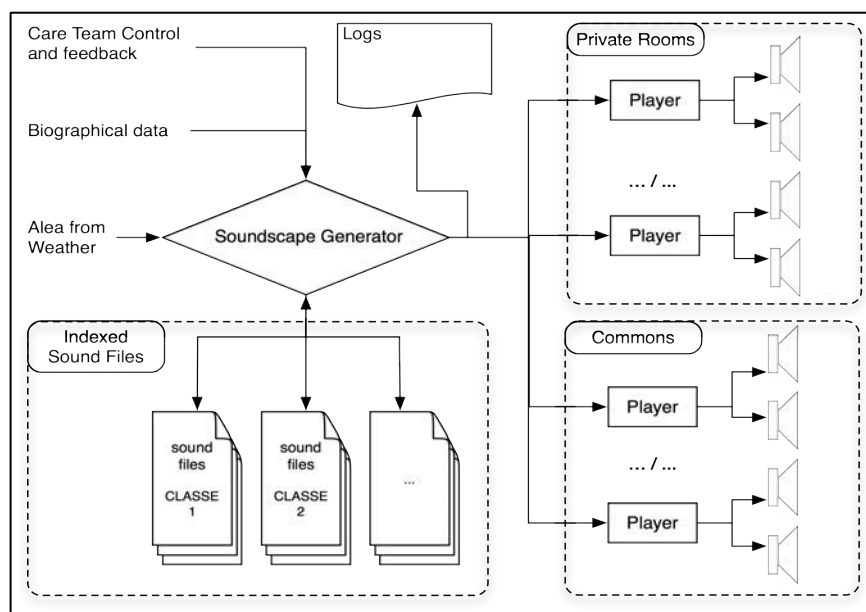 Care Team Control
and feedback
Biographical data
Alea from
Weather
Logs
Soundscape Generator
Private Rooms
Player
... / ...
Player
Indexed
Sound Files
sound
files
CLASSE
1
sound
files
CLASSE
2
...
Commons
Player
... / ...
Player